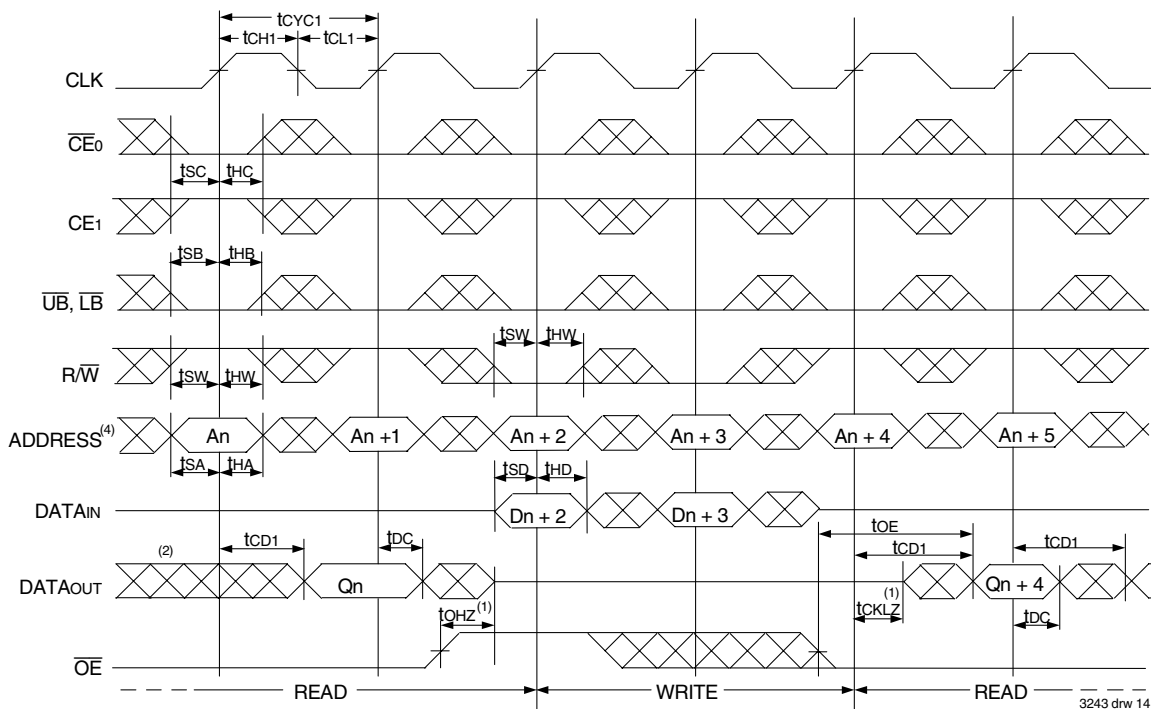 tCYC1
tCH1 tCL1
CLK
CE0
tSC tHC
CE1
tSB tHB
UB, LB
tSW tHW
R/W
tSW tHW
ADDRESS(4) An An +1 An + 2 An + 3 An + 4 An + 5
tSA tHA tSD tHD
DATAIN Dn + 2 Dn + 3
tOE
(2) tCD1 tDC tCD1 tCD1
DATAOUT Qn Qn + 4
tOHZ(1) tCKLZ(1) tDC
OE
READ WRITE READ
3243 drw 14